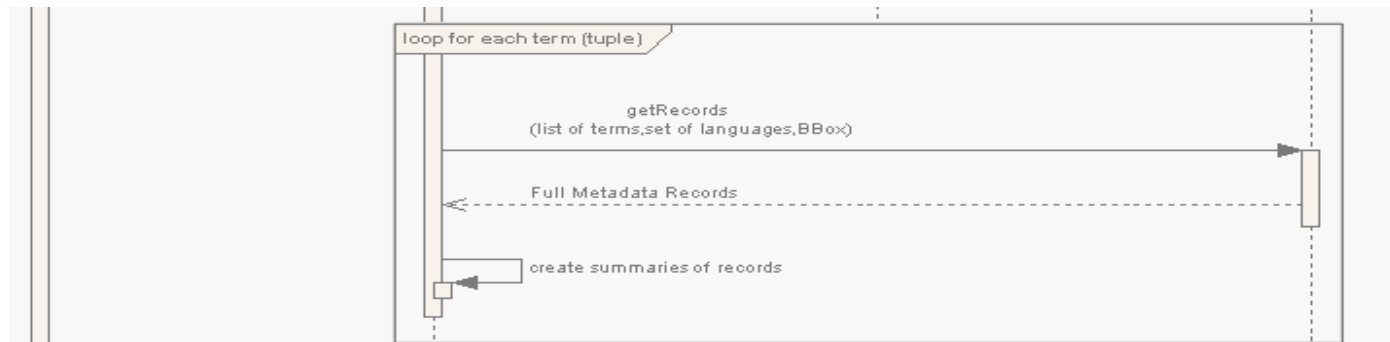 loop for each term (tuple)
getRecords
(list of terms,set of languages,BBox)
Full Metadata Records
create summaries of records